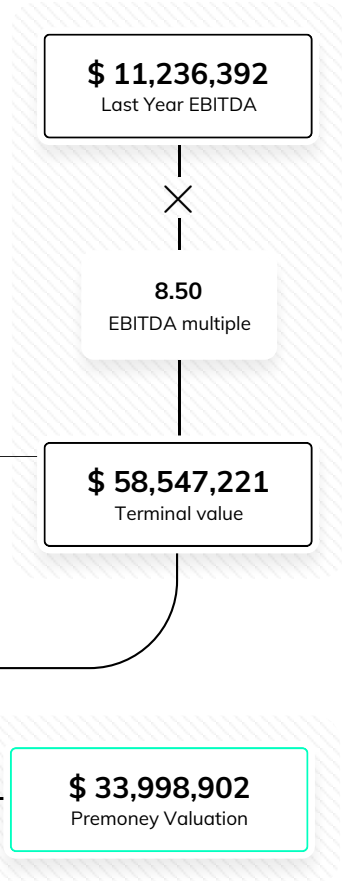 $ 11,236,392
Last Year EBITDA
8.50
EBITDA multiple
$ 58,547,221
Terminal value
$ 33,998,902
Premoney Valuation